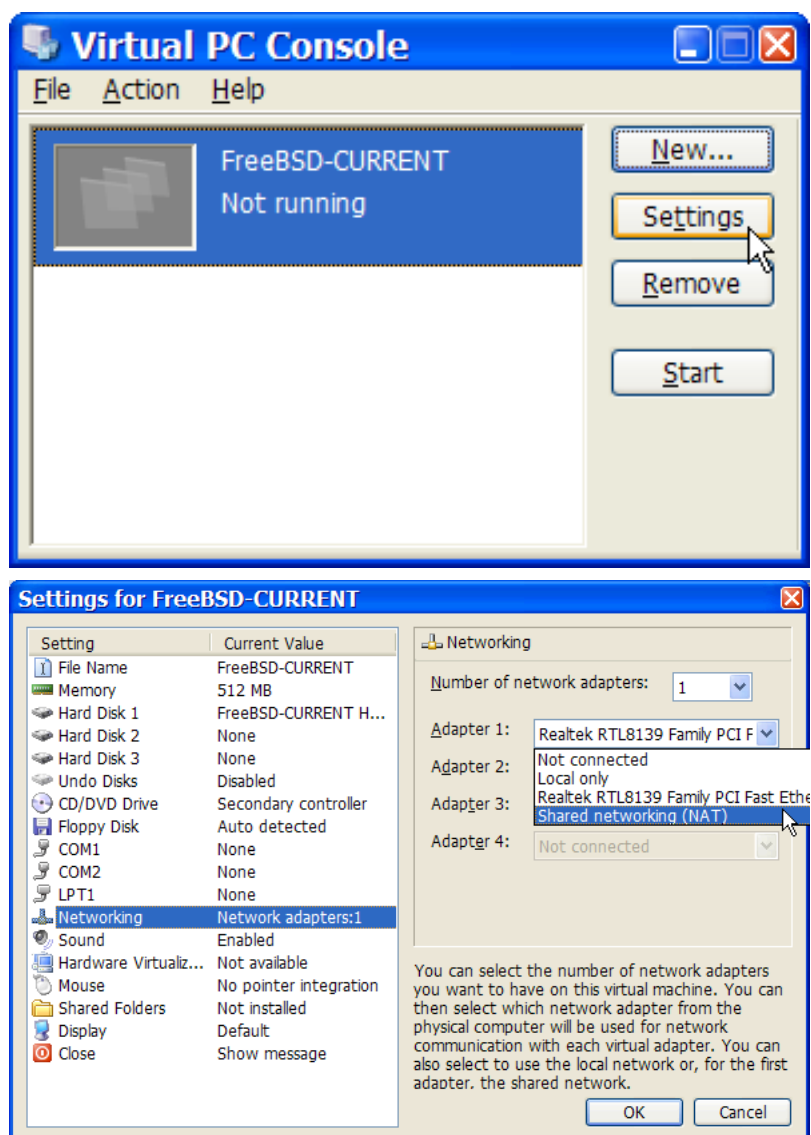 Virtual PC Console
File Action Help
FreeBSD-CURRENT
Not running
New...
Settings
Remove
Start
Settings for FreeBSD-CURRENT
Setting Current Value
File Name FreeBSD-CURRENT
Memory 512 MB
Hard Disk 1 FreeBSD-CURRENT H...
Hard Disk 2 None
Hard Disk 3 None
Undo Disks Disabled
CD/DVD Drive Secondary controller
Floppy Disk Auto detected
COM1 None
COM2 None
LPT1 None
Networking Network adapters:1
Sound Enabled
Hardware Virtualiz... Not available
Mouse No pointer integration
Shared Folders Not installed
Display Default
Close Show message
Networking
Number of network adapters: 1
Adapter 1: Realtek RTL8139 Family PCI F
Not connected
Adapter 2:
Local only
Realtek RTL8139 Family PCI Fast Ethe
Adapter 3:
Shared networking (NAT)
Adapter 4: Not connected
You can select the number of network adapters
you want to have on this virtual machine. You can
then select which network adapter from the
physical computer will be used for network
communication with each virtual adapter. You can
also select to use the local network or, for the first
adapter, the shared network.
OK Cancel